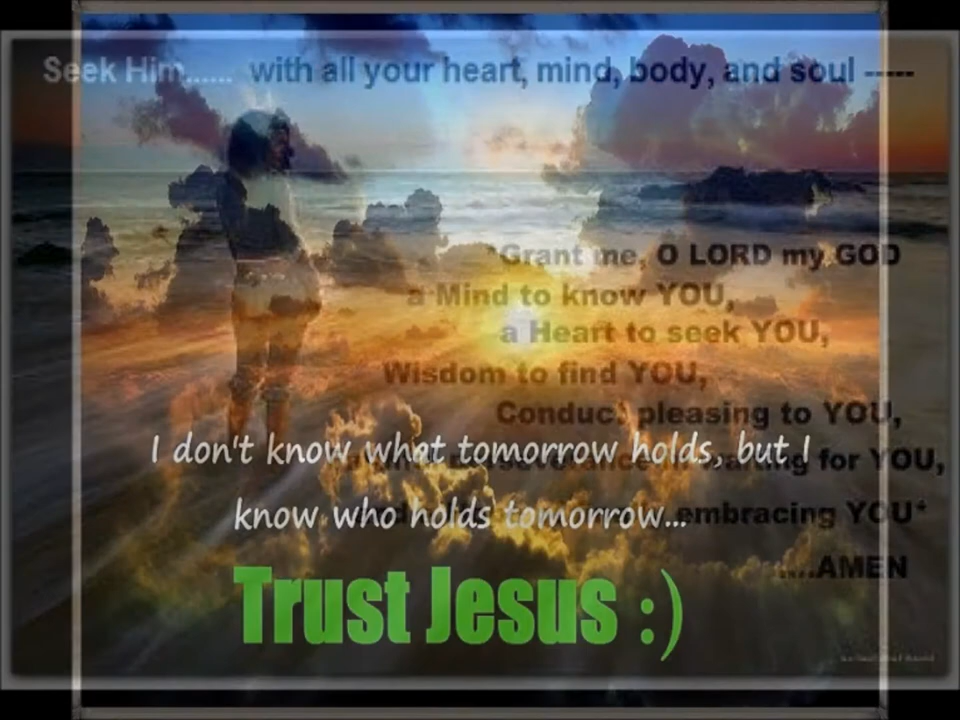 Seek Him...... with all your heart, mind, body, and soul -----
*Grant me, O LORD my GOD
a Mind to know YOU,
a Heart to seek YOU,
Wisdom to find YOU,
Conduct pleasing to YOU,
for YOU,
embracing YOU*
....AMEN
I don't know what tomorrow holds, but I
know who holds tomorrow...
Trust Jesus :)